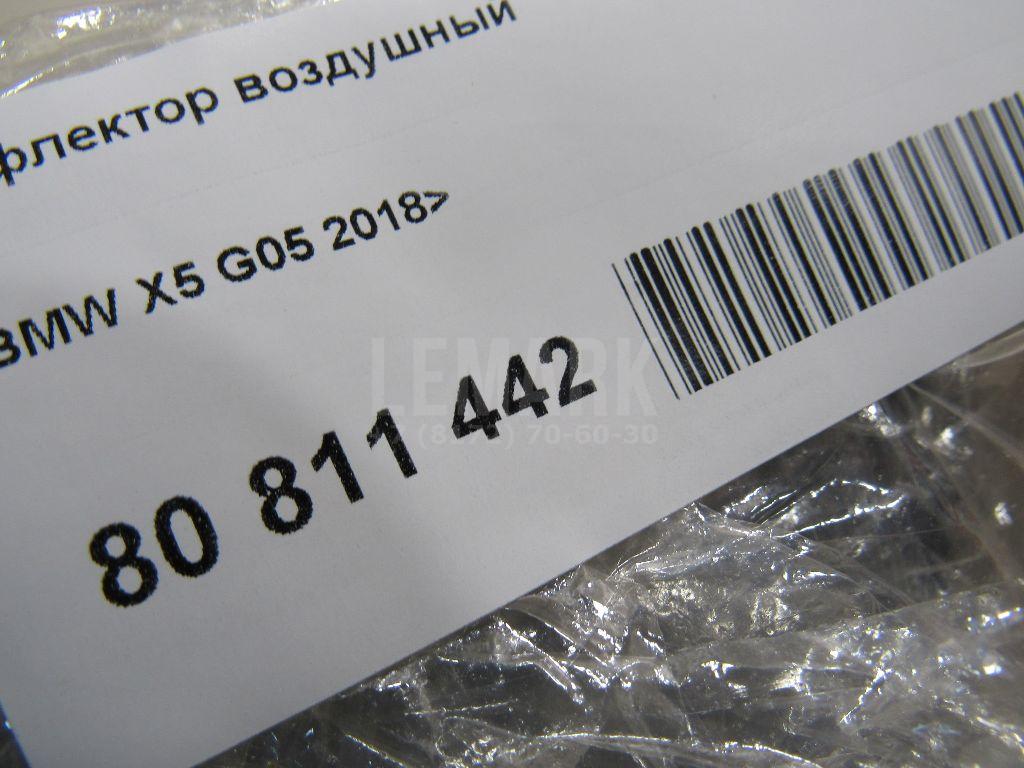 флектор воздушный
BMW X5 G05 2018>
80 811 442
LEMARK
70-60-30